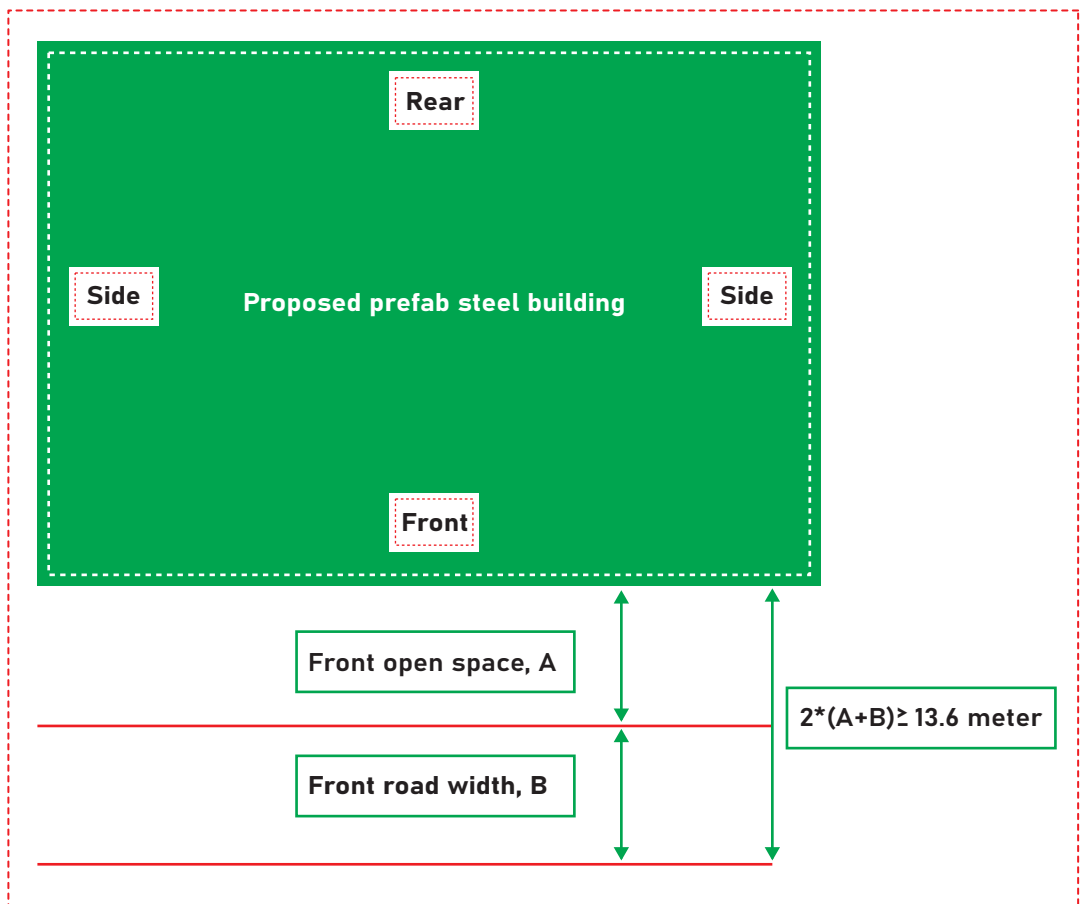 Rear
Side
Proposed prefab steel building
Side
Front
Front open space, A
2*(A+B)≥ 13.6 meter
Front road width, B